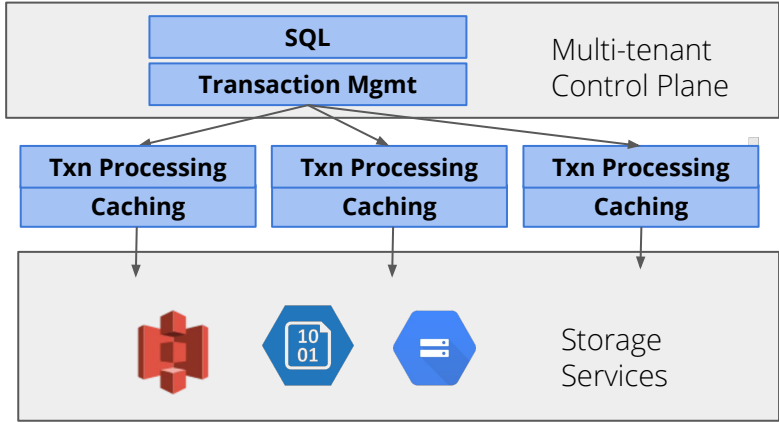 SQL
Multi-tenant
Control Plane
Transaction Mgmt
Txn Processing
Txn Processing
Txn Processing
Caching
Caching
Caching
10
01
Storage
Services